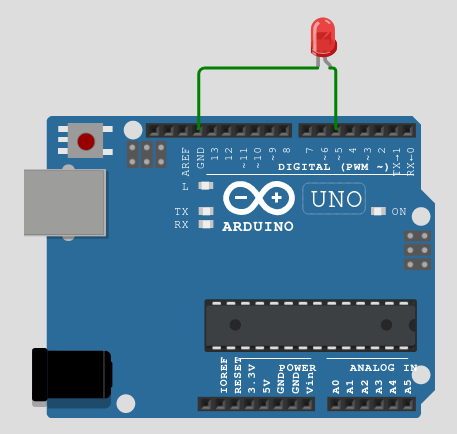 AREF
GND
13
12
~11
~10
~9
8
7
~6
~5
4
~3
2
TX→1
RX←0
DIGITAL (PWM ~)
L
TX
RX
ARDUINO
UNO
ON
IOREF
RESET
3.3V
5V
GND
GND
Vin
POWER
ANALOG IN
A0
A1
A2
A3
A4
A5